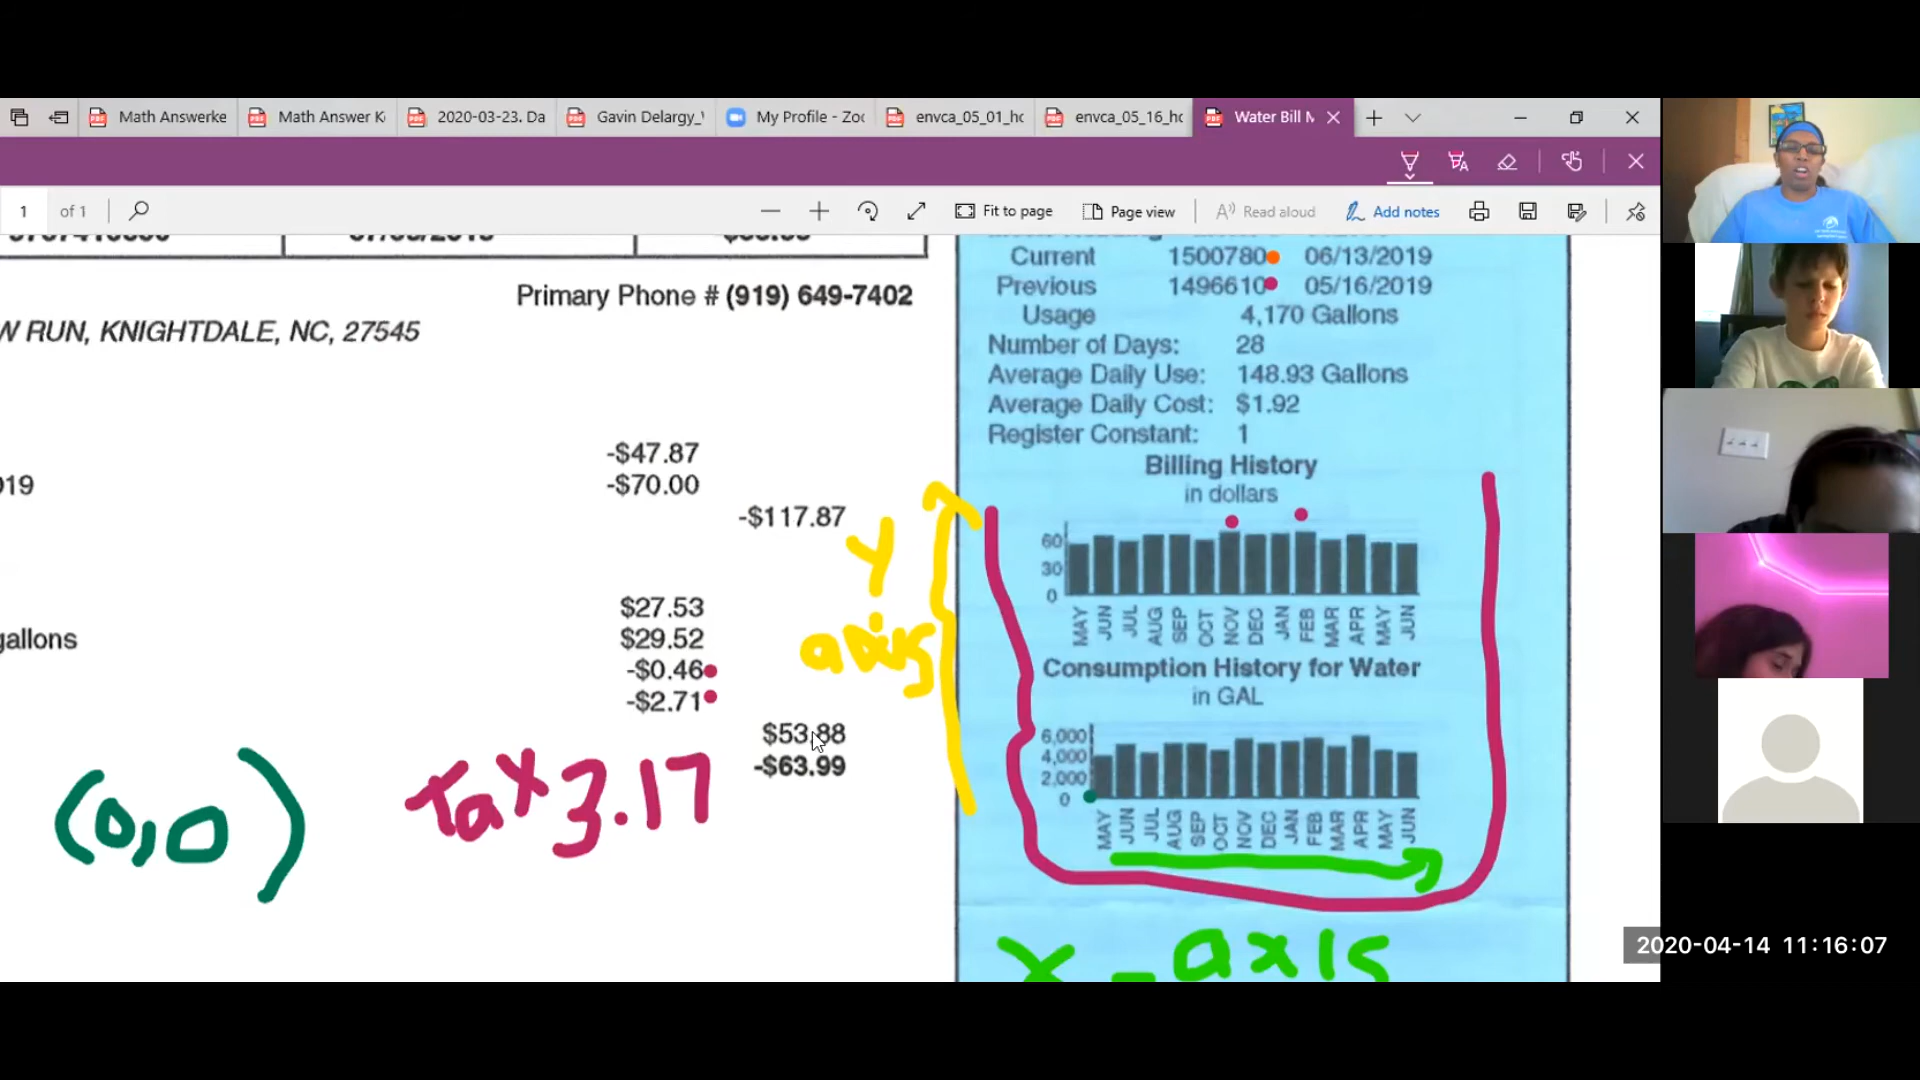 Math Answerke
Math Answer K
2020-03-23. Da
Gavin Delargy_
My Profile - Zoo
envca_05_01_ho
envca_05_16_ho
Water Bill M
1 of 1
Fit to page
Page view
Read aloud
Add notes
Primary Phone # (919) 649-7402
W RUN, KNIGHTDALE, NC, 27545
-$47.87
019
-$70.00
-$117.87
$27.53
gallons
$29.52
-$0.46
-$2.71
$53.88
-$63.99
(0,0)
Tax 3.17
Y
axis
Current 1500780 06/13/2019
Previous 1496610 05/16/2019
Usage 4,170 Gallons
Number of Days: 28
Average Daily Use: 148.93 Gallons
Average Daily Cost: $1.92
Register Constant: 1
Billing History
in dollars
60
30
0
MAY JUN JUL AUG SEP OCT NOV DEC JAN FEB MAR APR MAY JUN
Consumption History for Water
in GAL
6,000
4,000
2,000
0
MAY JUN JUL AUG SEP OCT NOV DEC JAN FEB MAR APR MAY JUN
x - axis
2020-04-14 11:16:07